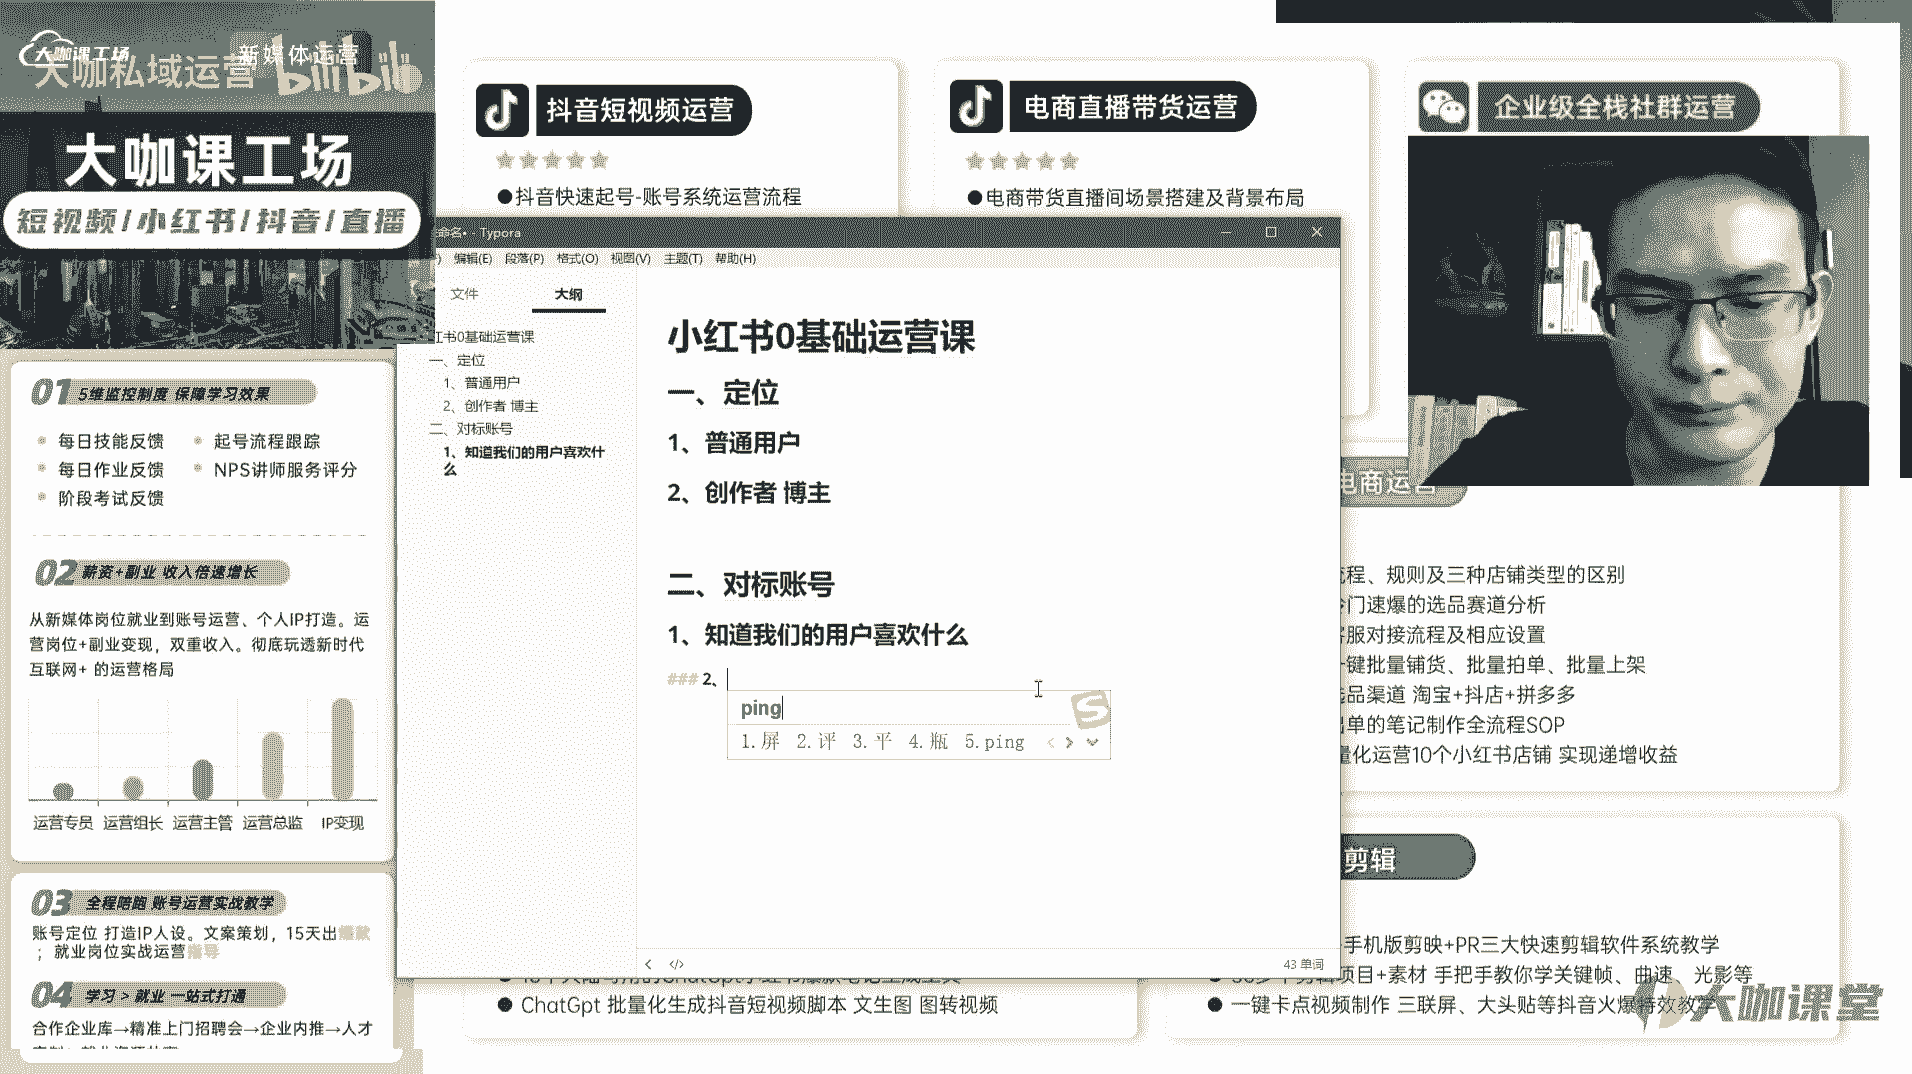 大咖课工场
新媒体运营
大咖私域运营
bilibili
大咖课工场
短视频/小红书/抖音/直播
01 5维监控制度 保障学习效果
每日技能反馈
起号流程跟踪
每日作业反馈
NPS讲师服务评分
阶段考试反馈
02 薪资+副业 收入倍速增长
从新媒体岗位就业到账号运营、个人IP打造。运
营岗位+副业变现，双重收入。彻底玩透新时代
互联网+ 的运营格局
运营专员 运营组长 运营主管 运营总监 IP变现
03 全程陪跑 账号运营实战教学
账号定位 打造IP人设。文案策划，15天出爆款
；就业岗位实战运营指导
04 学习 > 就业 一站式打通
合作企业库→精准上门招聘会→企业内推→人才
抖音短视频运营
●抖音快速起号-账号系统运营流程
电商直播带货运营
●电商带货直播间场景搭建及背景布局
企业级全栈社群运营
命名• - Typora
) 编辑(E) 段落(P) 格式(O) 视图(V) 主题(T) 帮助(H)
文件
大纲
书0基础运营课
一、定位
1、普通用户
2、创作者 博主
二、对标账号
1、知道我们的用户喜欢什
么
小红书0基础运营课
一、定位
1、普通用户
2、创作者 博主
二、对标账号
1、知道我们的用户喜欢什么
### 2、
ping
1.屏 2.评 3.平 4.瓶 5.ping
43 单词
电商运营
流程、规则及三种店铺类型的区别
冷门速爆的选品赛道分析
客服对接流程及相应设置
一键批量铺货、批量拍单、批量上架
选品渠道 淘宝+抖店+拼多多
出单的笔记制作全流程SOP
量化运营10个小红书店铺 实现递增收益
剪辑
手机版剪映+PR三大快速剪辑软件系统教学
项目+素材 手把手教你学关键帧、曲速、光影等
● 一键卡点视频制作 三联屏、大头贴等抖音火爆特效教学
● ChatGpt 批量化生成抖音短视频脚本 文生图 图转视频
大咖课堂